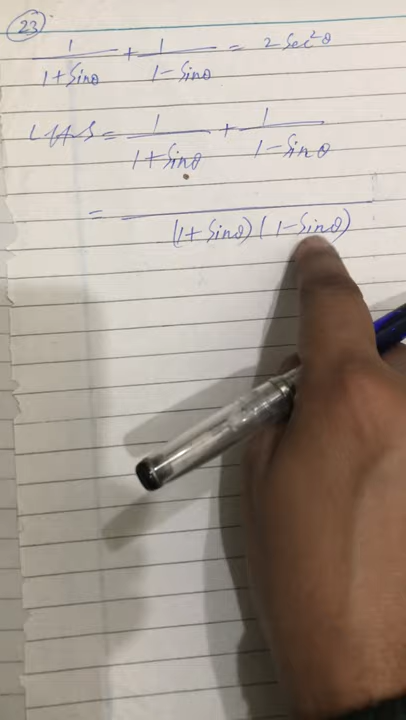 23
1/(1+Sinθ) + 1/(1-Sinθ) = 2 Sec²θ
LHS = 1/(1+Sinθ) + 1/(1-Sinθ)
= /(1+Sinθ)(1-Sinθ)